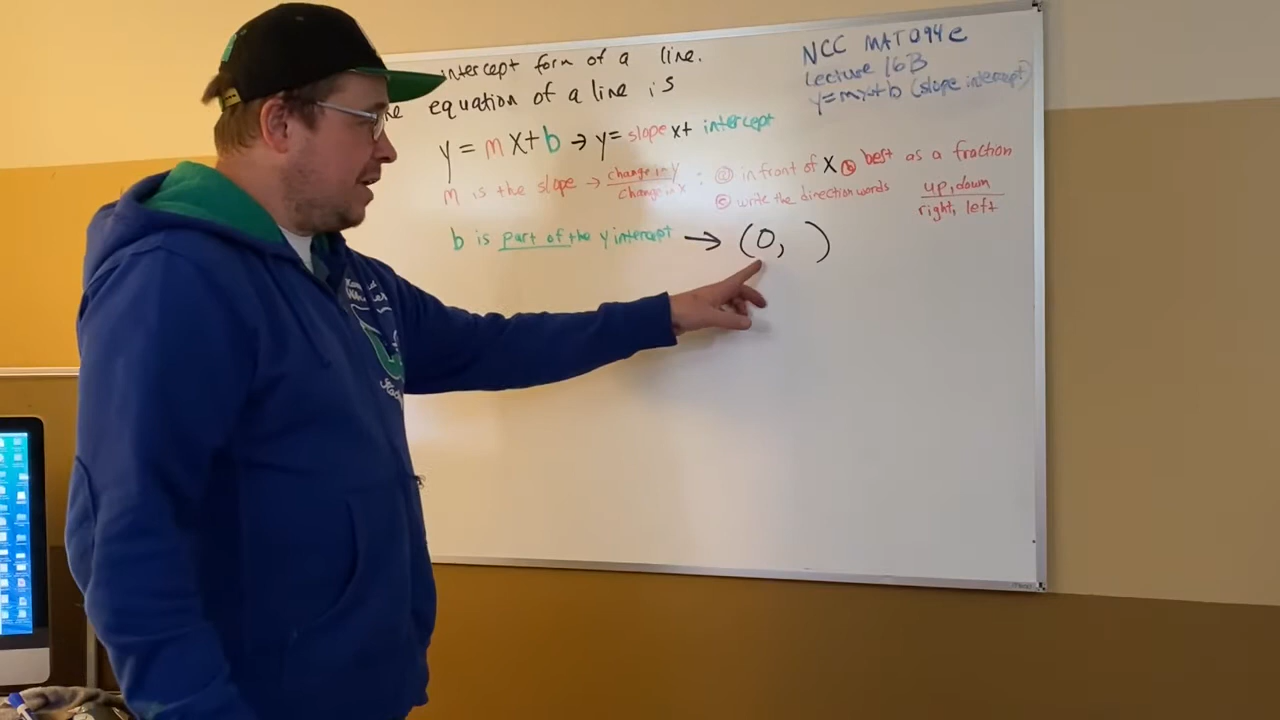 intercept form of a line.
equation of a line is
y = mx+b → y = slope x + intercept
m is the slope → change in y / change in x : ⓐ in front of x ⓑ best as a fraction
ⓒ write the direction words up, down / right, left
b is part of the y intercept → (0, )
NCC MAT094e
Lecture 16B
y=mx+b (slope intercept)